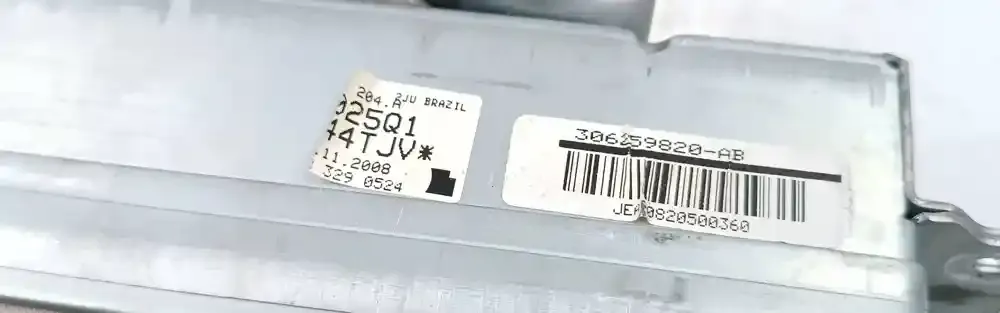 204.A 2JU BRAZIL
025Q1
44TJV*
11.2008
329 0524
306259820-AB
JEA0820500360